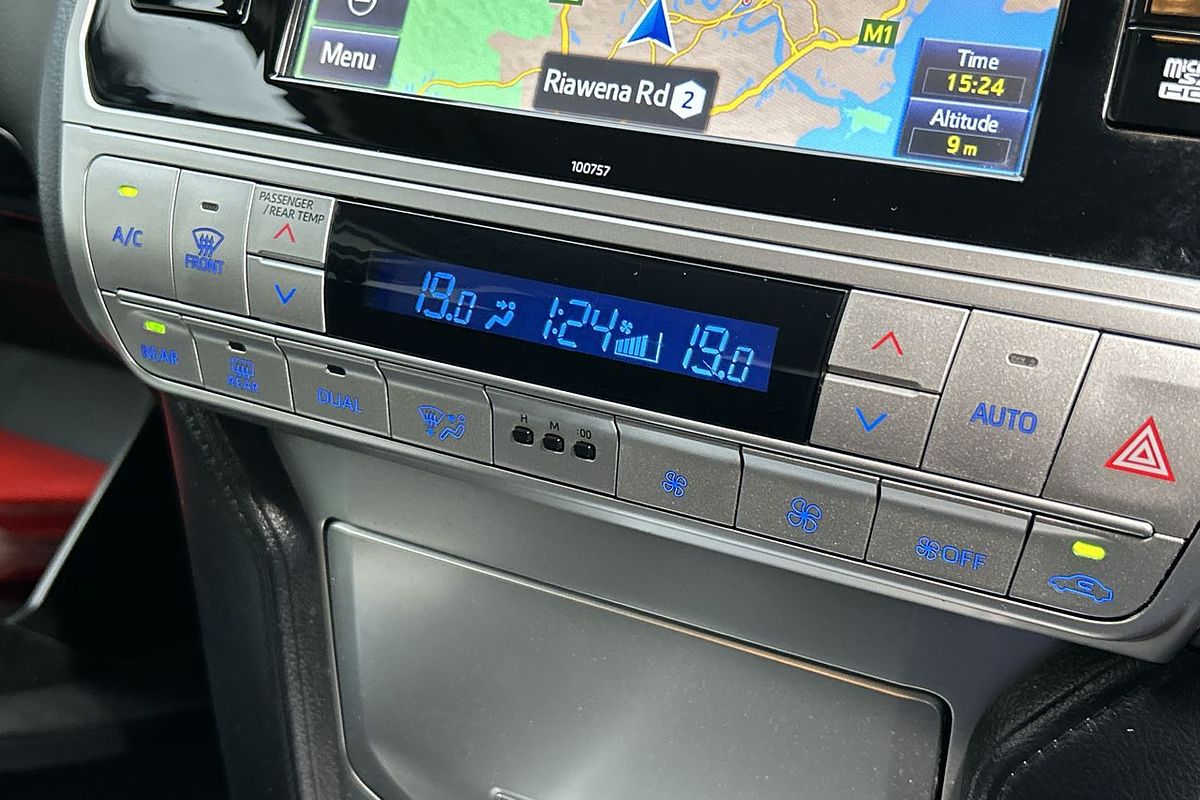 M1
Menu
Riawena Rd 2
Time
15:24
Altitude
9 m
100757
A/C
FRONT
PASSENGER
/REAR TEMP
19.0
1:24
19.0
AUTO
REAR
REAR
DUAL
H M :00
OFF